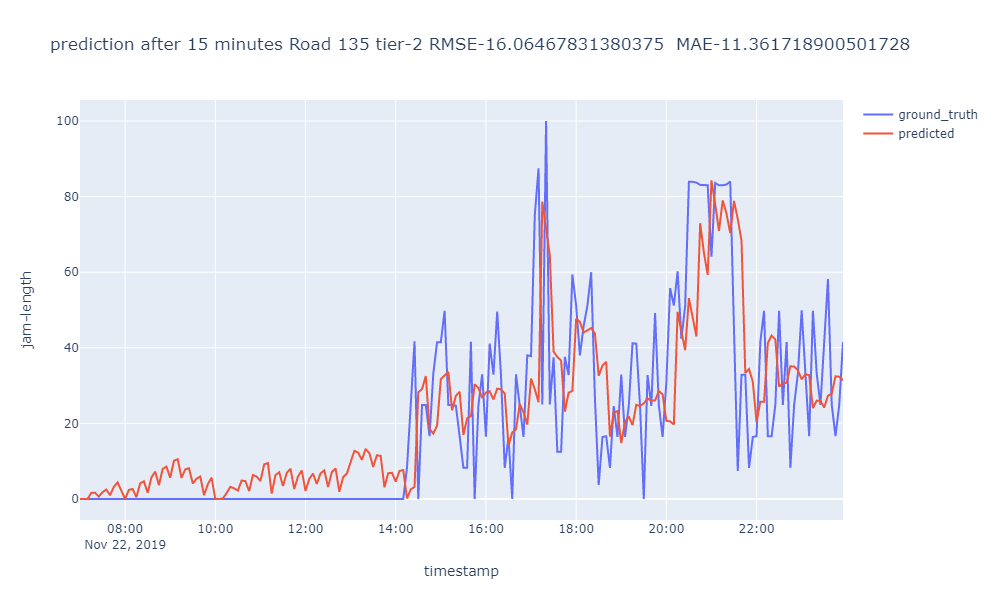 prediction after 15 minutes Road 135 tier-2 RMSE-16.06467831380375  MAE-11.361718900501728
ground_truth
predicted
100
80
60
40
20
0
jam-length
08:00 10:00 12:00 14:00 16:00 18:00 20:00 22:00
Nov 22, 2019
timestamp